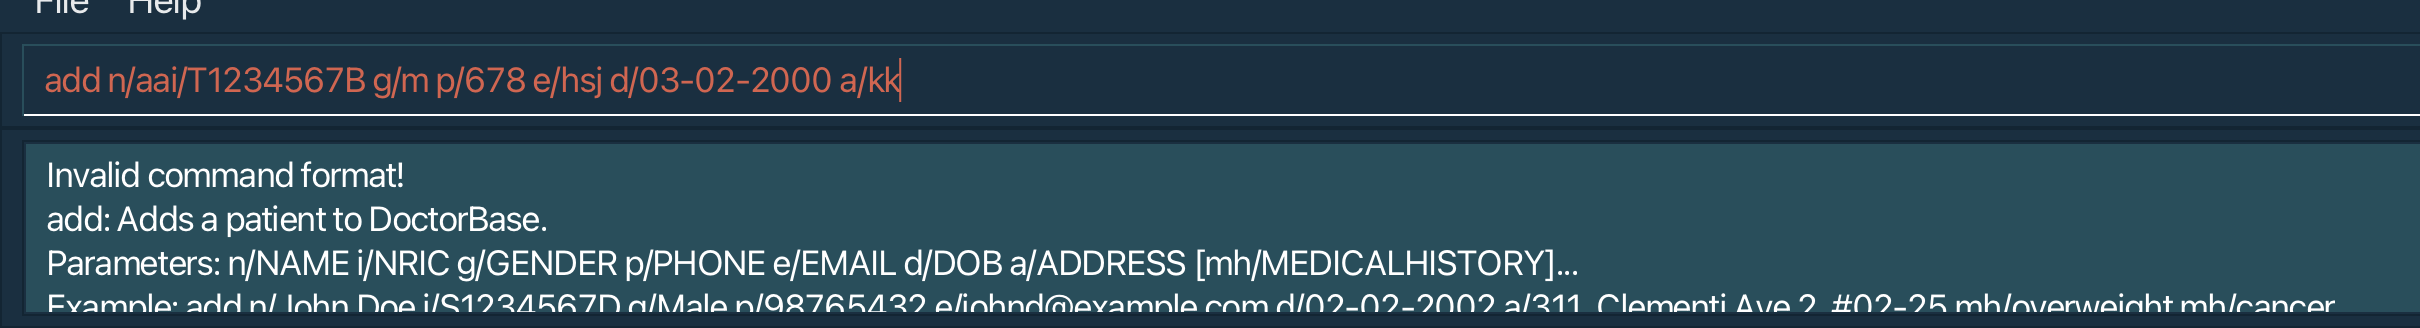 File Help
add n/aai/T1234567B g/m p/678 e/hsj d/03-02-2000 a/kk
Invalid command format!
add: Adds a patient to DoctorBase.
Parameters: n/NAME i/NRIC g/GENDER p/PHONE e/EMAIL d/DOB a/ADDRESS [mh/MEDICALHISTORY]...
Example: add n/John Doe i/S1234567D g/Male p/98765432 e/johnd@example.com d/02-02-2002 a/311, Clementi Ave 2, #02-25 mh/overweight mh/cancer